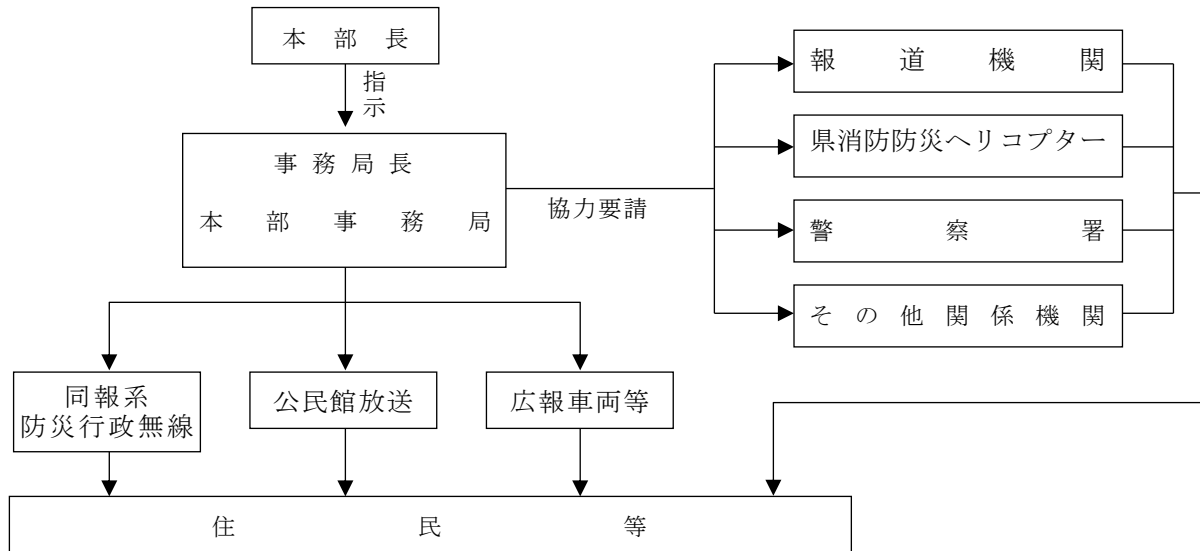 本部長
指示
事務局長
本部事務局
協力要請
報道機関
県消防防災ヘリコプター
警察署
その他関係機関
同報系
防災行政無線
公民館放送
広報車両等
住民等